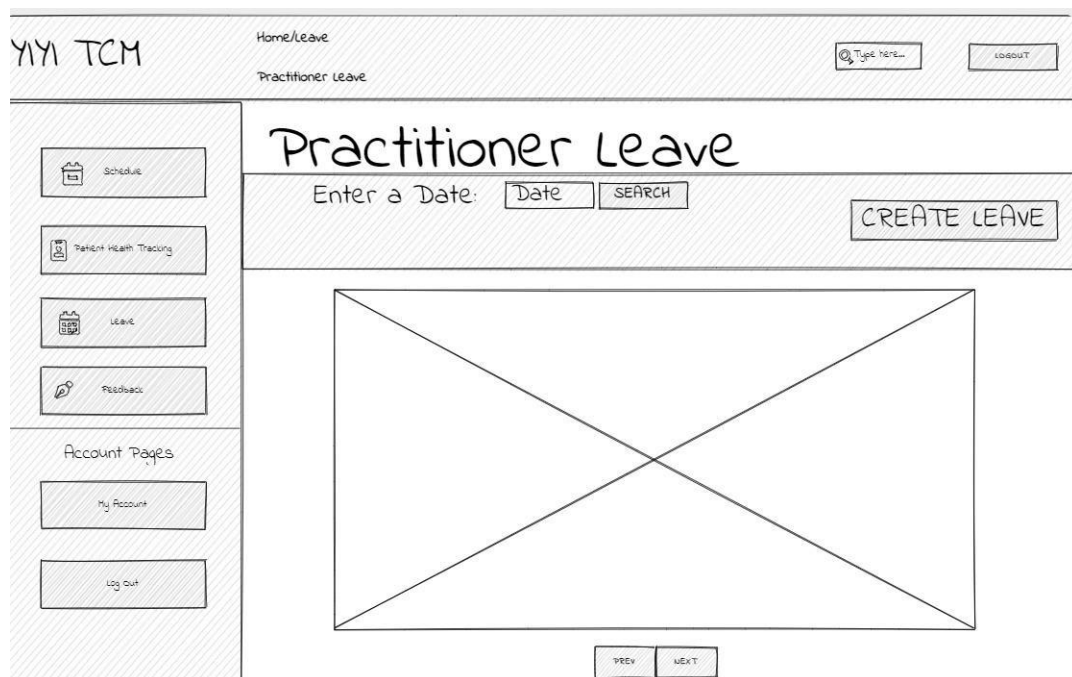 YIYI TCM
Home/Leave
Practitioner Leave
Type here...
LOGOUT
Schedule
Patient Health Tracking
Leave
Feedback
Account Pages
My Account
Log Out
Practitioner Leave
Enter a Date:
Date
SEARCH
CREATE LEAVE
PREV
NEXT